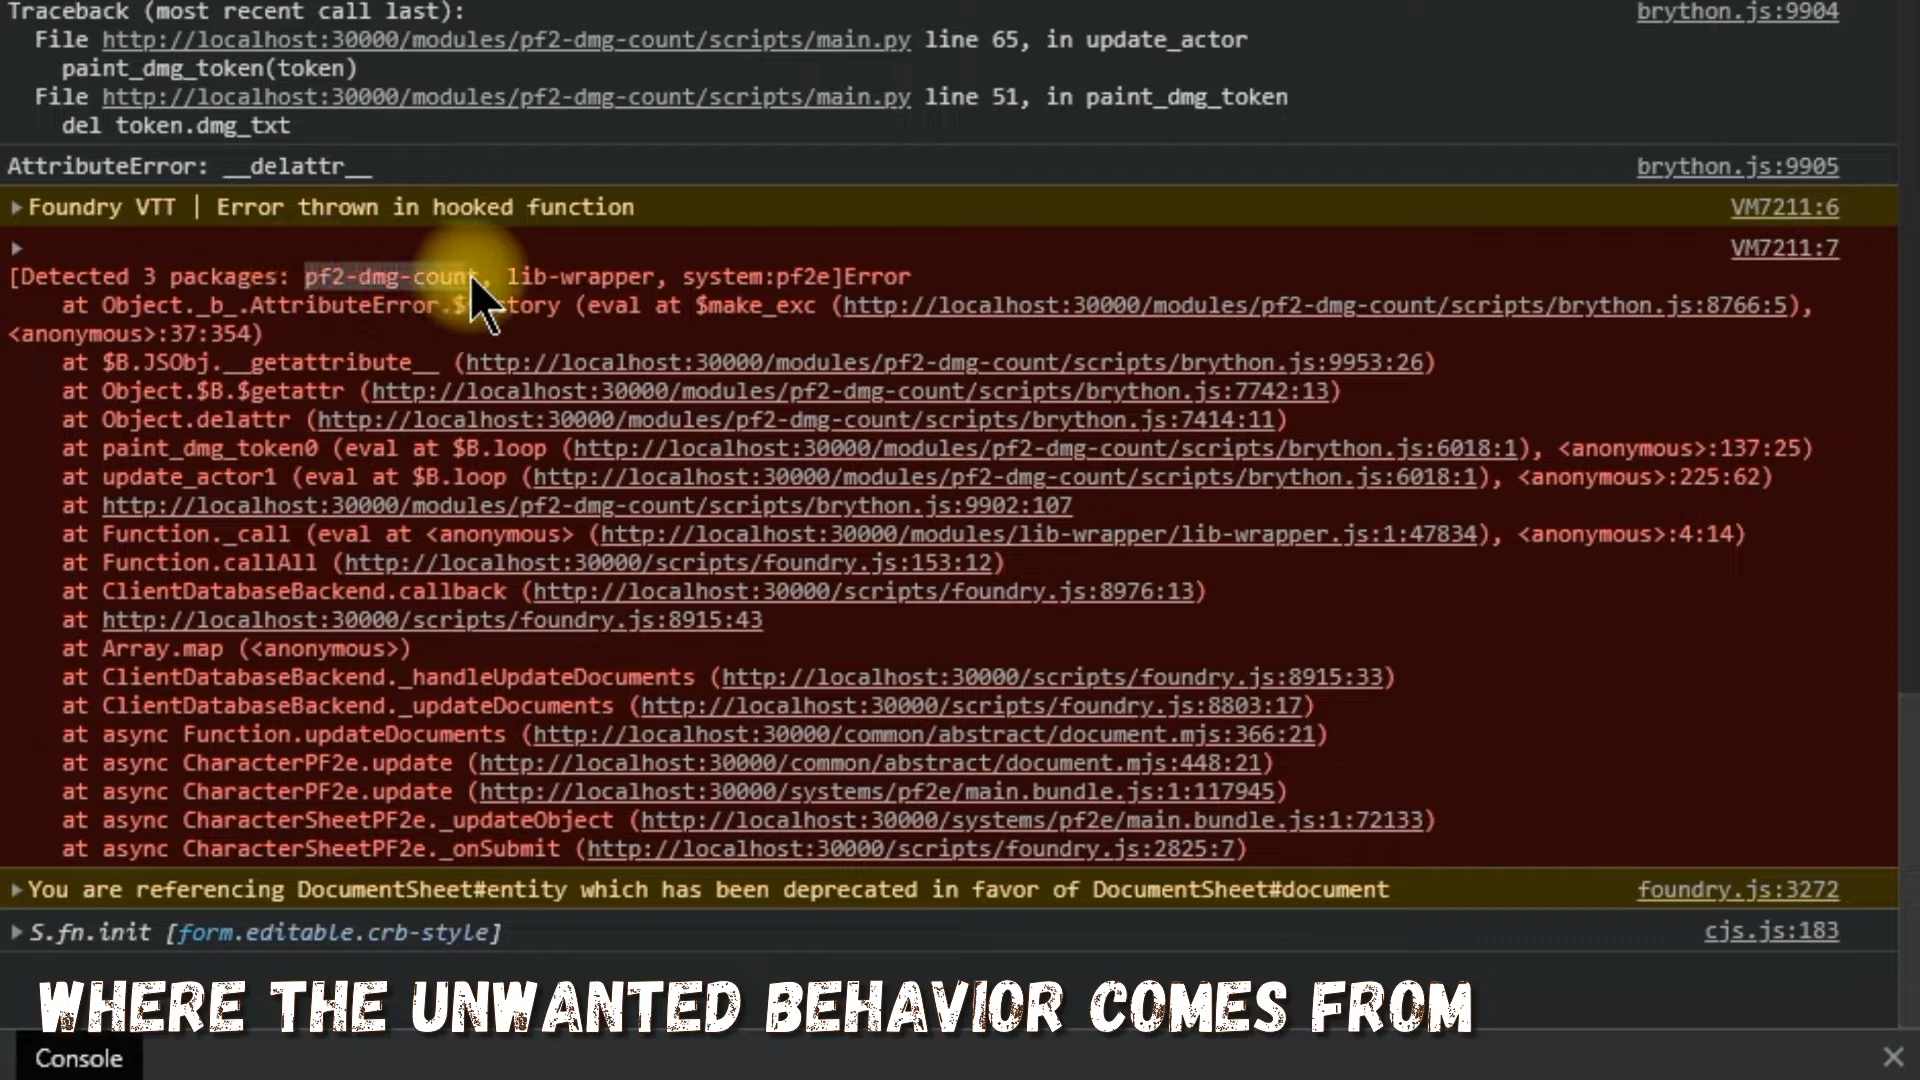 Traceback (most recent call last): brython.js:9904
File http://localhost:30000/modules/pf2-dmg-count/scripts/main.py line 65, in update_actor
paint_dmg_token(token)
File http://localhost:30000/modules/pf2-dmg-count/scripts/main.py line 51, in paint_dmg_token
del token.dmg_txt
AttributeError: __delattr__ brython.js:9905
Foundry VTT | Error thrown in hooked function VM7211:6
VM7211:7
[Detected 3 packages: pf2-dmg-count, lib-wrapper, system:pf2e]Error
at Object._b_.AttributeError.$factory (eval at $make_exc (http://localhost:30000/modules/pf2-dmg-count/scripts/brython.js:8766:5),
<anonymous>:37:354)
at $B.JSObj.__getattribute__ (http://localhost:30000/modules/pf2-dmg-count/scripts/brython.js:9953:26)
at Object.$B.$getattr (http://localhost:30000/modules/pf2-dmg-count/scripts/brython.js:7742:13)
at Object.delattr (http://localhost:30000/modules/pf2-dmg-count/scripts/brython.js:7414:11)
at paint_dmg_token0 (eval at $B.loop (http://localhost:30000/modules/pf2-dmg-count/scripts/brython.js:6018:1), <anonymous>:137:25)
at update_actor1 (eval at $B.loop (http://localhost:30000/modules/pf2-dmg-count/scripts/brython.js:6018:1), <anonymous>:225:62)
at http://localhost:30000/modules/pf2-dmg-count/scripts/brython.js:9902:107
at Function._call (eval at <anonymous> (http://localhost:30000/modules/lib-wrapper/lib-wrapper.js:1:47834), <anonymous>:4:14)
at Function.callAll (http://localhost:30000/scripts/foundry.js:153:12)
at ClientDatabaseBackend.callback (http://localhost:30000/scripts/foundry.js:8976:13)
at http://localhost:30000/scripts/foundry.js:8915:43
at Array.map (<anonymous>)
at ClientDatabaseBackend._handleUpdateDocuments (http://localhost:30000/scripts/foundry.js:8915:33)
at ClientDatabaseBackend._updateDocuments (http://localhost:30000/scripts/foundry.js:8803:17)
at async Function.updateDocuments (http://localhost:30000/common/abstract/document.mjs:366:21)
at async CharacterPF2e.update (http://localhost:30000/common/abstract/document.mjs:448:21)
at async CharacterPF2e.update (http://localhost:30000/systems/pf2e/main.bundle.js:1:117945)
at async CharacterSheetPF2e._updateObject (http://localhost:30000/systems/pf2e/main.bundle.js:1:72133)
at async CharacterSheetPF2e._onSubmit (http://localhost:30000/scripts/foundry.js:2825:7)
You are referencing DocumentSheet#entity which has been deprecated in favor of DocumentSheet#document foundry.js:3272
S.fn.init [form.editable.crb-style] cjs.js:183
WHERE THE UNWANTED BEHAVIOR COMES FROM
Console